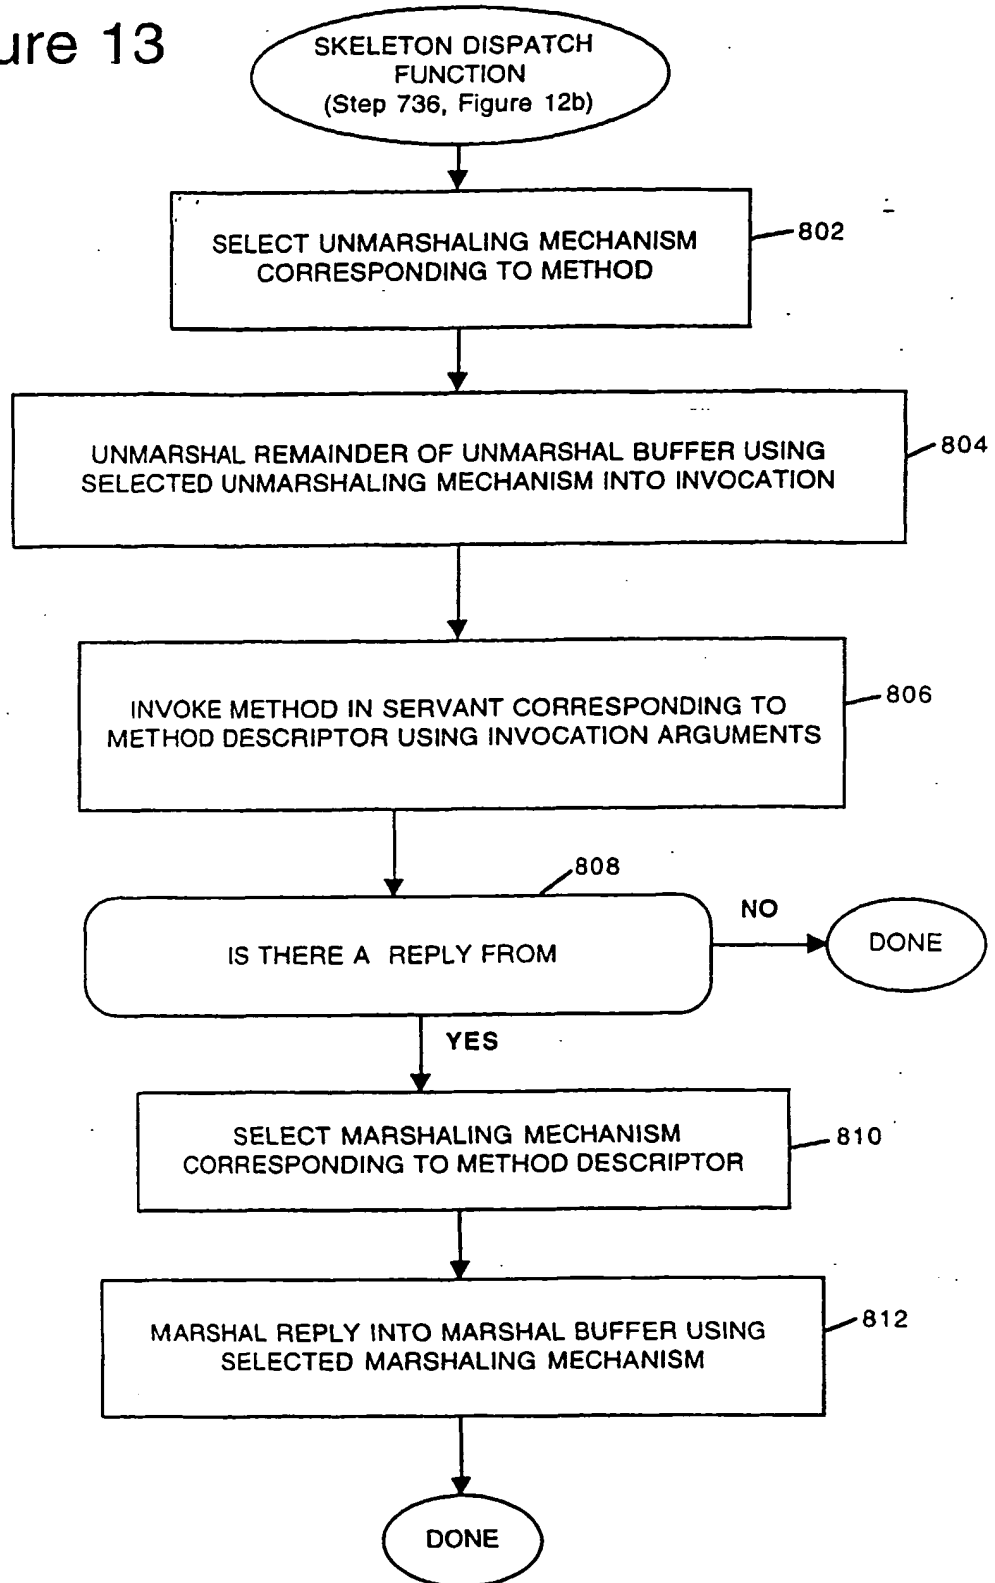 ure 13
SKELETON DISPATCH
FUNCTION
(Step 736, Figure 12b)
SELECT UNMARSHALING MECHANISM
CORRESPONDING TO METHOD
802
UNMARSHAL REMAINDER OF UNMARSHAL BUFFER USING
SELECTED UNMARSHALING MECHANISM INTO INVOCATION
804
INVOKE METHOD IN SERVANT CORRESPONDING TO
METHOD DESCRIPTOR USING INVOCATION ARGUMENTS
806
808
IS THERE A REPLY FROM
NO
DONE
YES
SELECT MARSHALING MECHANISM
CORRESPONDING TO METHOD DESCRIPTOR
810
MARSHAL REPLY INTO MARSHAL BUFFER USING
SELECTED MARSHALING MECHANISM
812
DONE